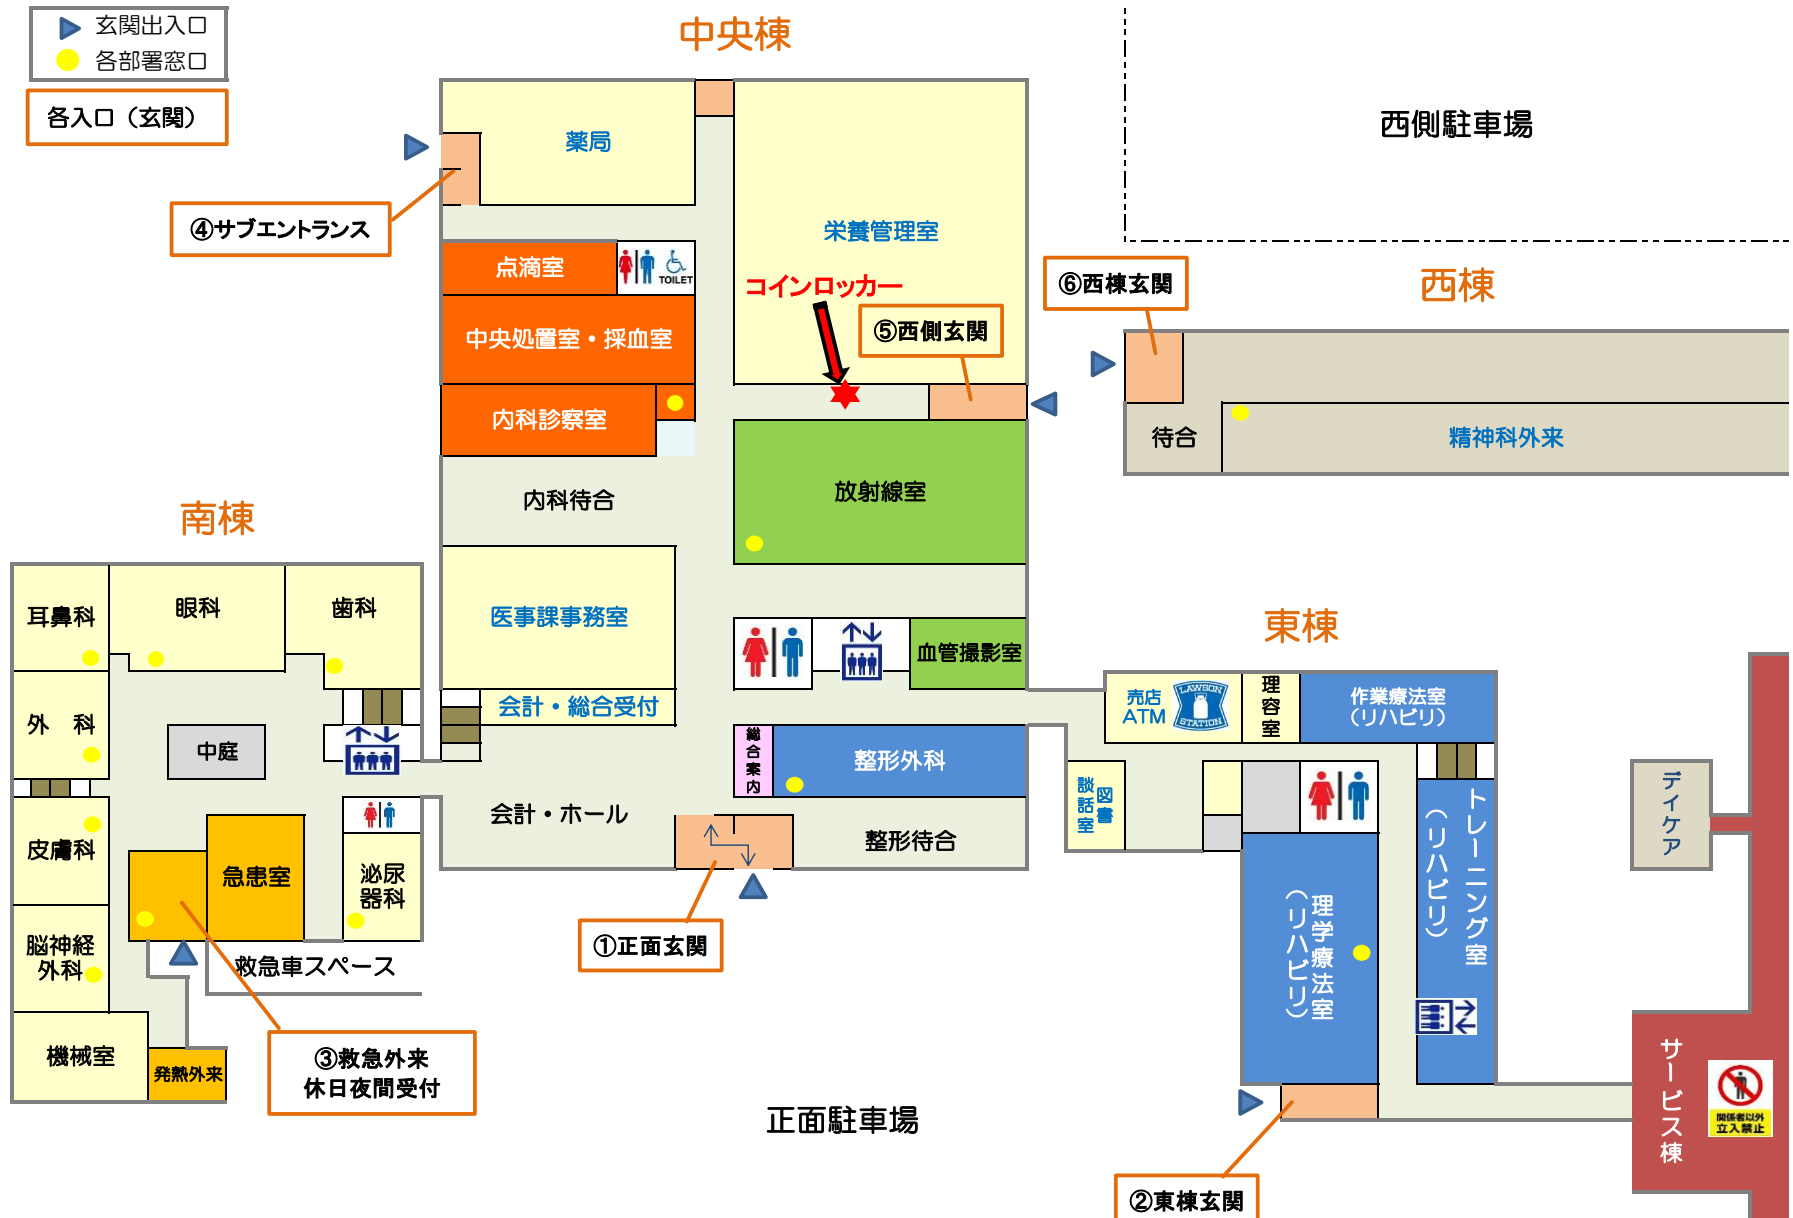 玄関出入口
各部署窓口
各入口（玄関）
中央棟
薬局
④サブエントランス
栄養管理室
点滴室
TOILET
中央処置室・採血室
コインロッカー
⑤西側玄関
内科診察室
内科待合
放射線室
医事課事務室
血管撮影室
会計・総合受付
総合案内
整形外科
会計・ホール
整形待合
①正面玄関
西側駐車場
⑥西棟玄関
西棟
待合
精神科外来
南棟
耳鼻科
眼科
歯科
外　科
中庭
皮膚科
急患室
泌尿
器科
脳神経
外科
救急車スペース
機械室
発熱外来
③救急外来
休日夜間受付
正面駐車場
東棟
売店
ATM
LAWSON
STATION
理容室
作業療法室
（リハビリ）
図書
談話室
トレーニング室
（リハビリ）
理学療法室
（リハビリ）
②東棟玄関
デイケア
サービス棟
関係者以外
立入禁止